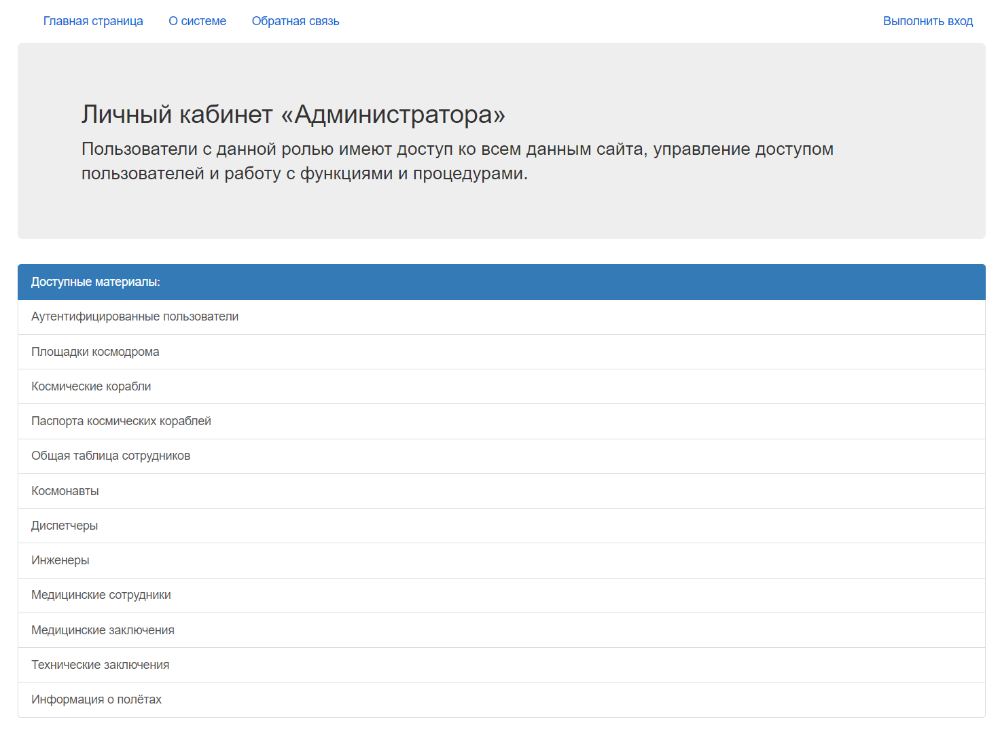 Главная страница
О системе
Обратная связь
Выполнить вход
Личный кабинет «Администратора»
Пользователи с данной ролью имеют доступ ко всем данным сайта, управление доступом
пользователей и работу с функциями и процедурами.
Доступные материалы:
Аутентифицированные пользователи
Площадки космодрома
Космические корабли
Паспорта космических кораблей
Общая таблица сотрудников
Космонавты
Диспетчеры
Инженеры
Медицинские сотрудники
Медицинские заключения
Технические заключения
Информация о полётах